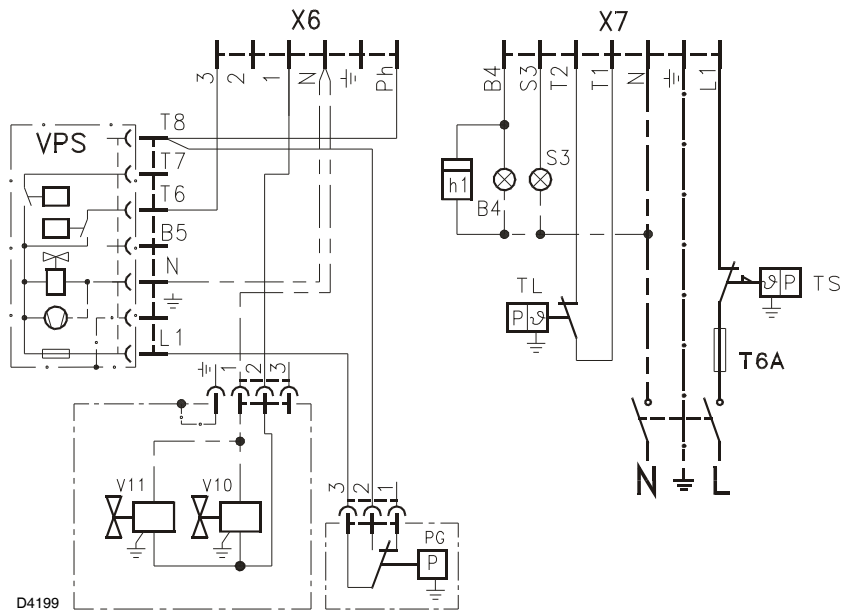 X6
3 2 1 N Ph
X7
B4 S3 T2 T1 N L1
VPS
T8
T7
T6
B5
N
L1
h1
B4
S3
TL
P ϑ
ϑ P
TS
T6A
N L
1 2 3
V11 V10
3 2 1
PG
P
D4199